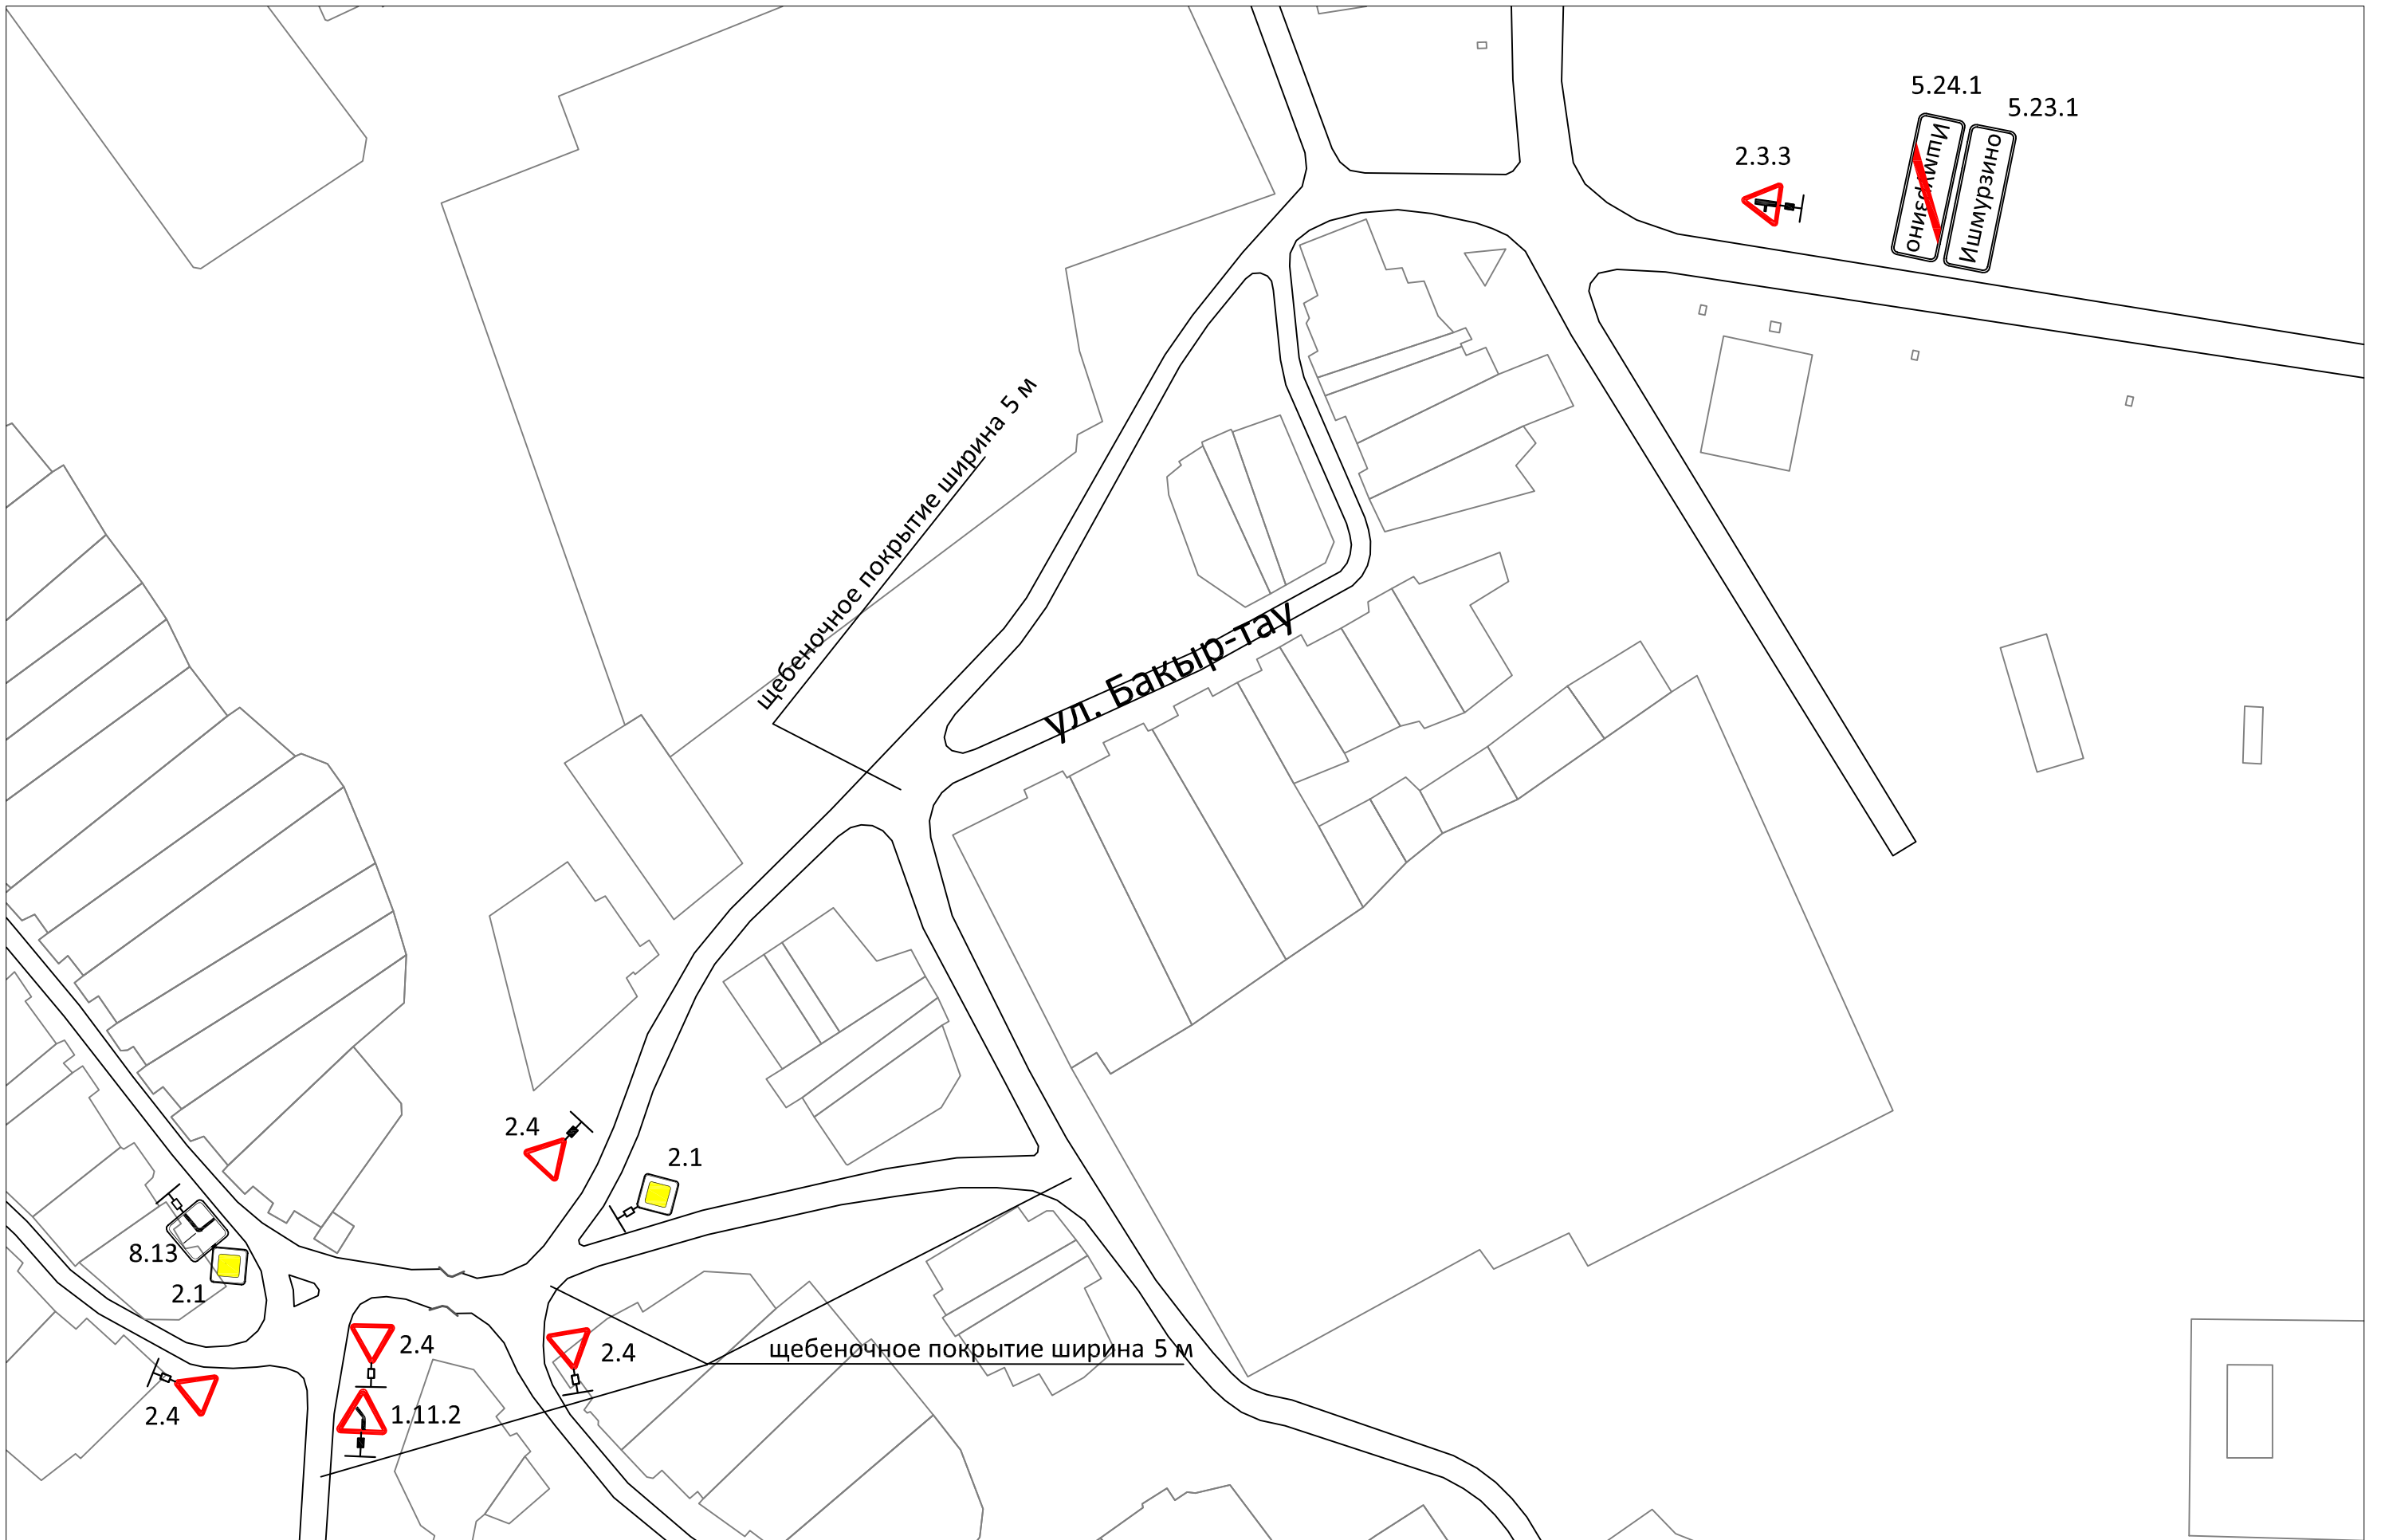 5.24.1
5.23.1
2.3.3
Ишмурзино
Ишмурзино
щебеночное покрытие ширина 5 м
ул. Бакыр-тау
2.4
2.1
8.13
2.1
2.4
2.4
щебеночное покрытие ширина 5 м
2.4
1.11.2